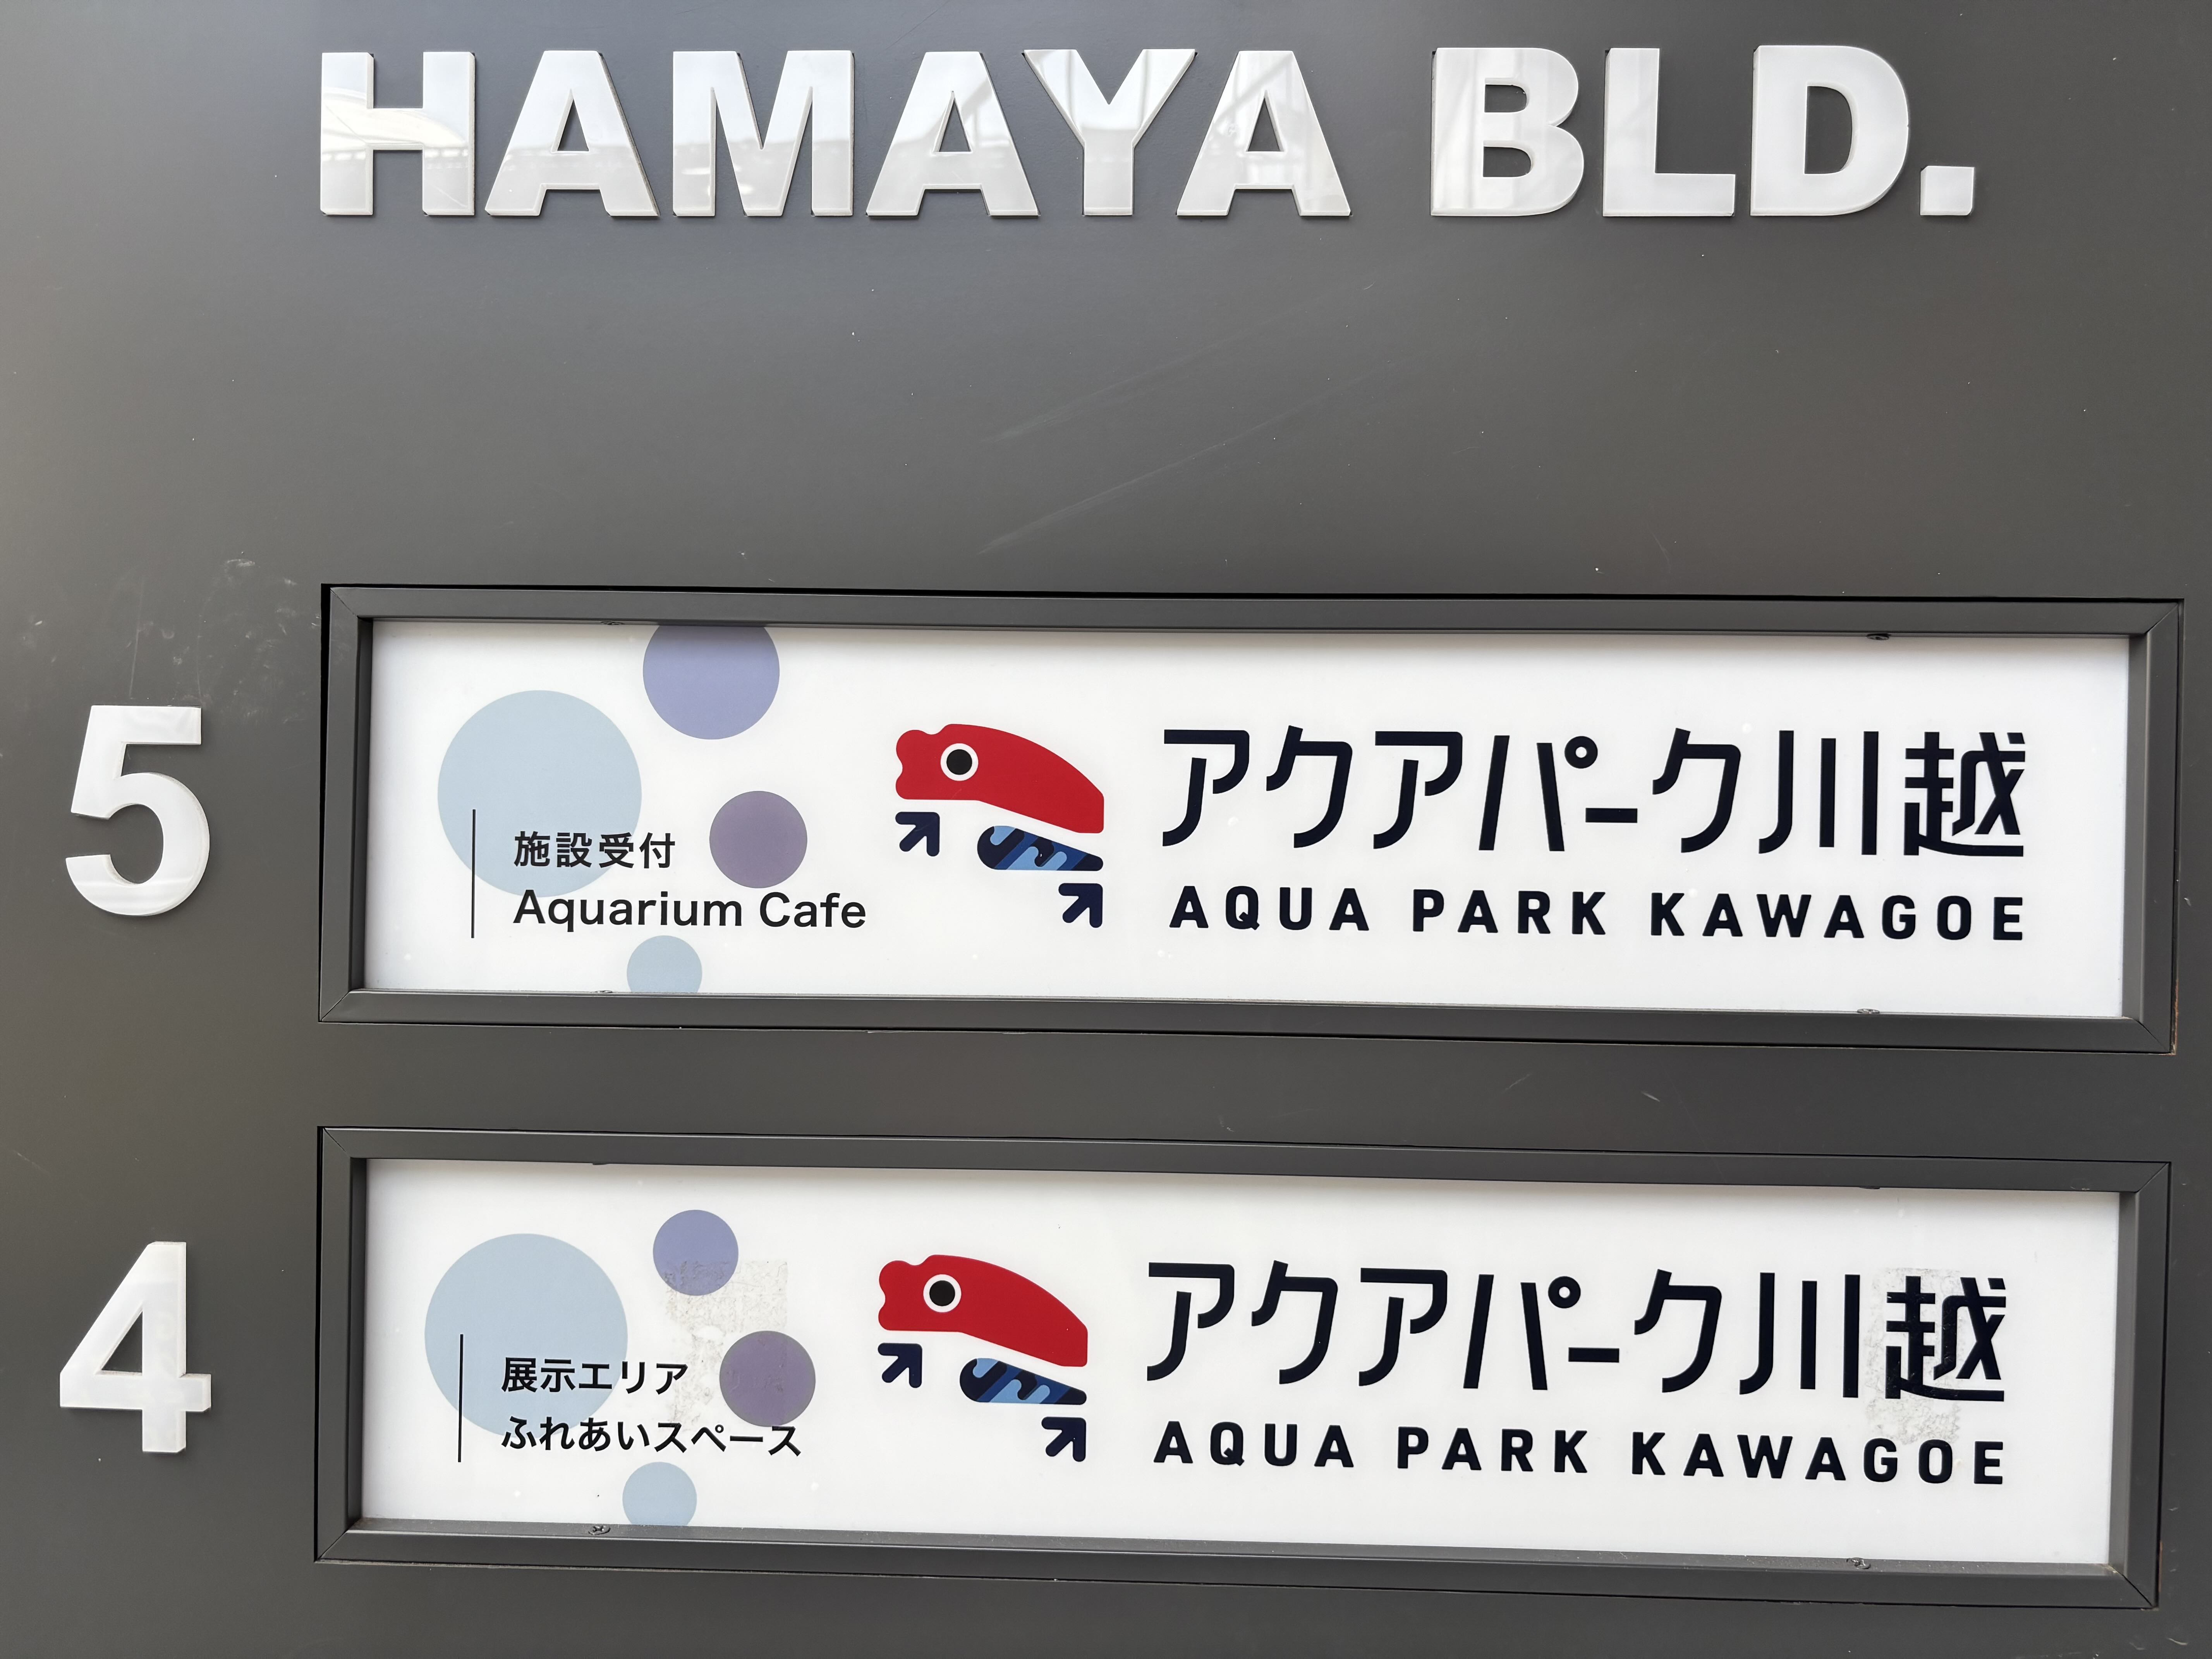 HAMAYA BLD.
5
施設受付
Aquarium Cafe
アクアパーク川越
AQUA PARK KAWAGOE
4
展示エリア
ふれあいスペース
アクアパーク川越
AQUA PARK KAWAGOE